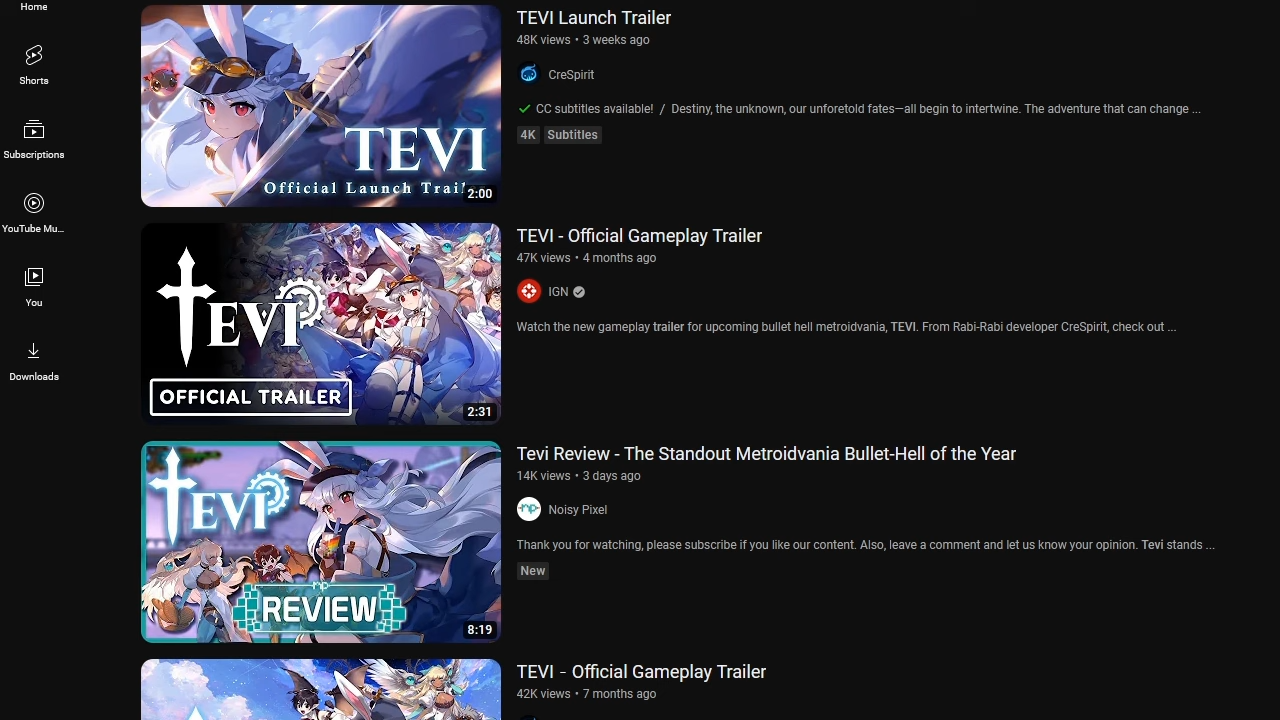 Home
Shorts
Subscriptions
YouTube Mu...
You
Downloads
TEVI
Official Launch Trail
2:00
TEVI Launch Trailer
48K views • 3 weeks ago
CreSpirit
CC subtitles available! / Destiny, the unknown, our unforetold fates—all begin to intertwine. The adventure that can change ...
4K Subtitles
TEVI
OFFICIAL TRAILER
2:31
TEVI - Official Gameplay Trailer
47K views • 4 months ago
IGN
Watch the new gameplay trailer for upcoming bullet hell metroidvania, TEVI. From Rabi-Rabi developer CreSpirit, check out ...
TEVI
np
REVIEW
8:19
Tevi Review - The Standout Metroidvania Bullet-Hell of the Year
14K views • 3 days ago
np
Noisy Pixel
Thank you for watching, please subscribe if you like our content. Also, leave a comment and let us know your opinion. Tevi stands ...
New
TEVI - Official Gameplay Trailer
42K views • 7 months ago